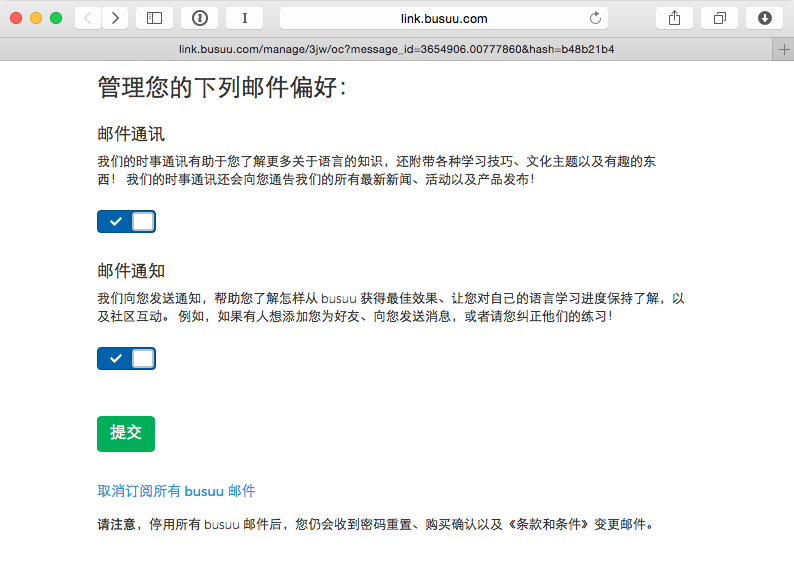 link.busuu.com
link.busuu.com/manage/3jw/oc?message_id=3654906.00777860&hash=b48b21b4
管理您的下列邮件偏好：
邮件通讯
我们的时事通讯有助于您了解更多关于语言的知识，还附带各种学习技巧、文化主题以及有趣的东
西！ 我们的时事通讯还会向您通告我们的所有最新新闻、活动以及产品发布！
邮件通知
我们向您发送通知，帮助您了解怎样从 busuu 获得最佳效果、让您对自己的语言学习进度保持了解，以
及社区互动。 例如，如果有人想添加您为好友、向您发送消息，或者请您纠正他们的练习！
提交
取消订阅所有 busuu 邮件
请注意，停用所有 busuu 邮件后，您仍会收到密码重置、购买确认以及《条款和条件》变更邮件。